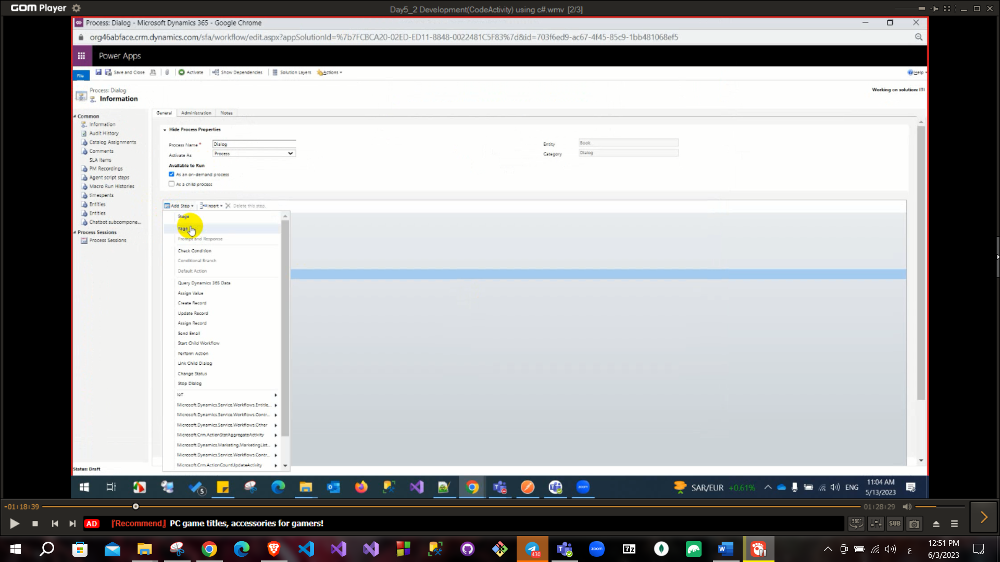 GOM Player
Day5_2 Development(CodeActivity) using c#.wmv [2/3]
Process: Dialog - Microsoft Dynamics 365 - Google Chrome
org46abface.crm.dynamics.com/sfa/workflow/edit.aspx?appSolutionId=%7b7FCBCA20-02ED-ED11-8848-0022481C5F83%7d&id=703f6ed9-ac67-4f45-85c9-1bb481068ef5
Power Apps
File
Save and Close
Activate
Show Dependencies
Solution Layers
Actions
Help
Process: Dialog
Information
Working on solution: ITI
Common
Information
Audit History
Catalog Assignments
Comments
SLA Items
PM Recordings
Agent script steps
Macro Run Histories
timespents
Entities
Entities
Chatbot subcompone...
Process Sessions
Process Sessions
General
Administration
Notes
Hide Process Properties
Process Name *
Dialog
Activate As
Process
Available to Run
As an on-demand process
As a child process
Entity
Book
Category
Dialog
Add Step
Insert
Delete this step.
Stage
Page
Prompt and Response
Check Condition
Conditional Branch
Default Action
Query Dynamics 365 Data
Assign Value
Create Record
Update Record
Assign Record
Send Email
Start Child Workflow
Perform Action
Link Child Dialog
Change Status
Stop Dialog
IoT
Microsoft.Dynamics.Service.Workflows.Entitle...
Microsoft.Dynamics.Service.Workflows.Contr...
Microsoft.Dynamics.Service.Workflows.Other
Microsoft.Crm.ActionStatAggregateActivity
Microsoft.Dynamics.Marketing.MarketingList...
Microsoft.Dynamics.Service.Workflows.Contr...
Microsoft.Crm.ActionCountUpdateActivity
Status: Draft
5
SAR/EUR +0.61%
ENG
11:04 AM
5/13/2023
-01:18:39
01:28:29
AD
『Recommend』 PC game titles, accessories for gamers!
360°
SUB
430
zoom
7z
ع
12:51 PM
6/3/2023